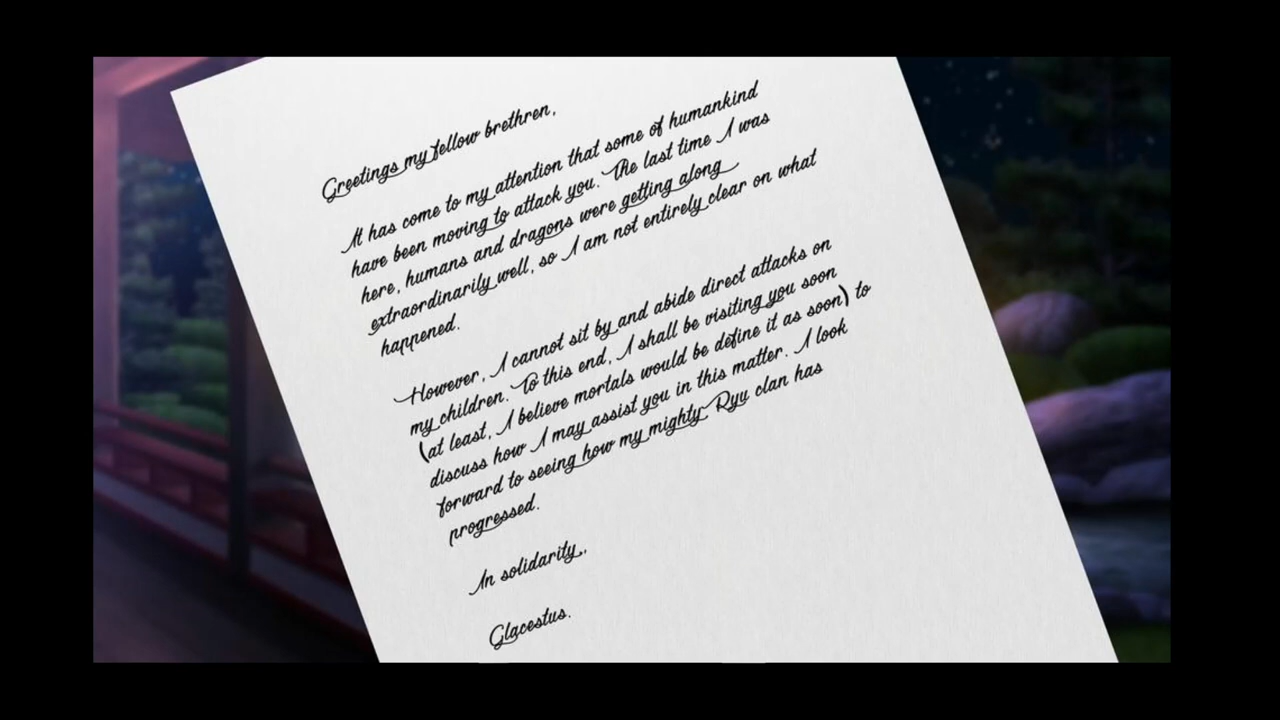 Greetings my fellow brethren,
It has come to my attention that some of humankind
have been moving to attack you. The last time I was
here, humans and dragons were getting along
extraordinarily well, so I am not entirely clear on what
happened.
However, I cannot sit by and abide direct attacks on
my children. To this end, I shall be visiting you soon
(at least, I believe mortals would be define it as soon) to
discuss how I may assist you in this matter. I look
forward to seeing how my mighty Ryu clan has
progressed.
In solidarity,,
Glacestus.